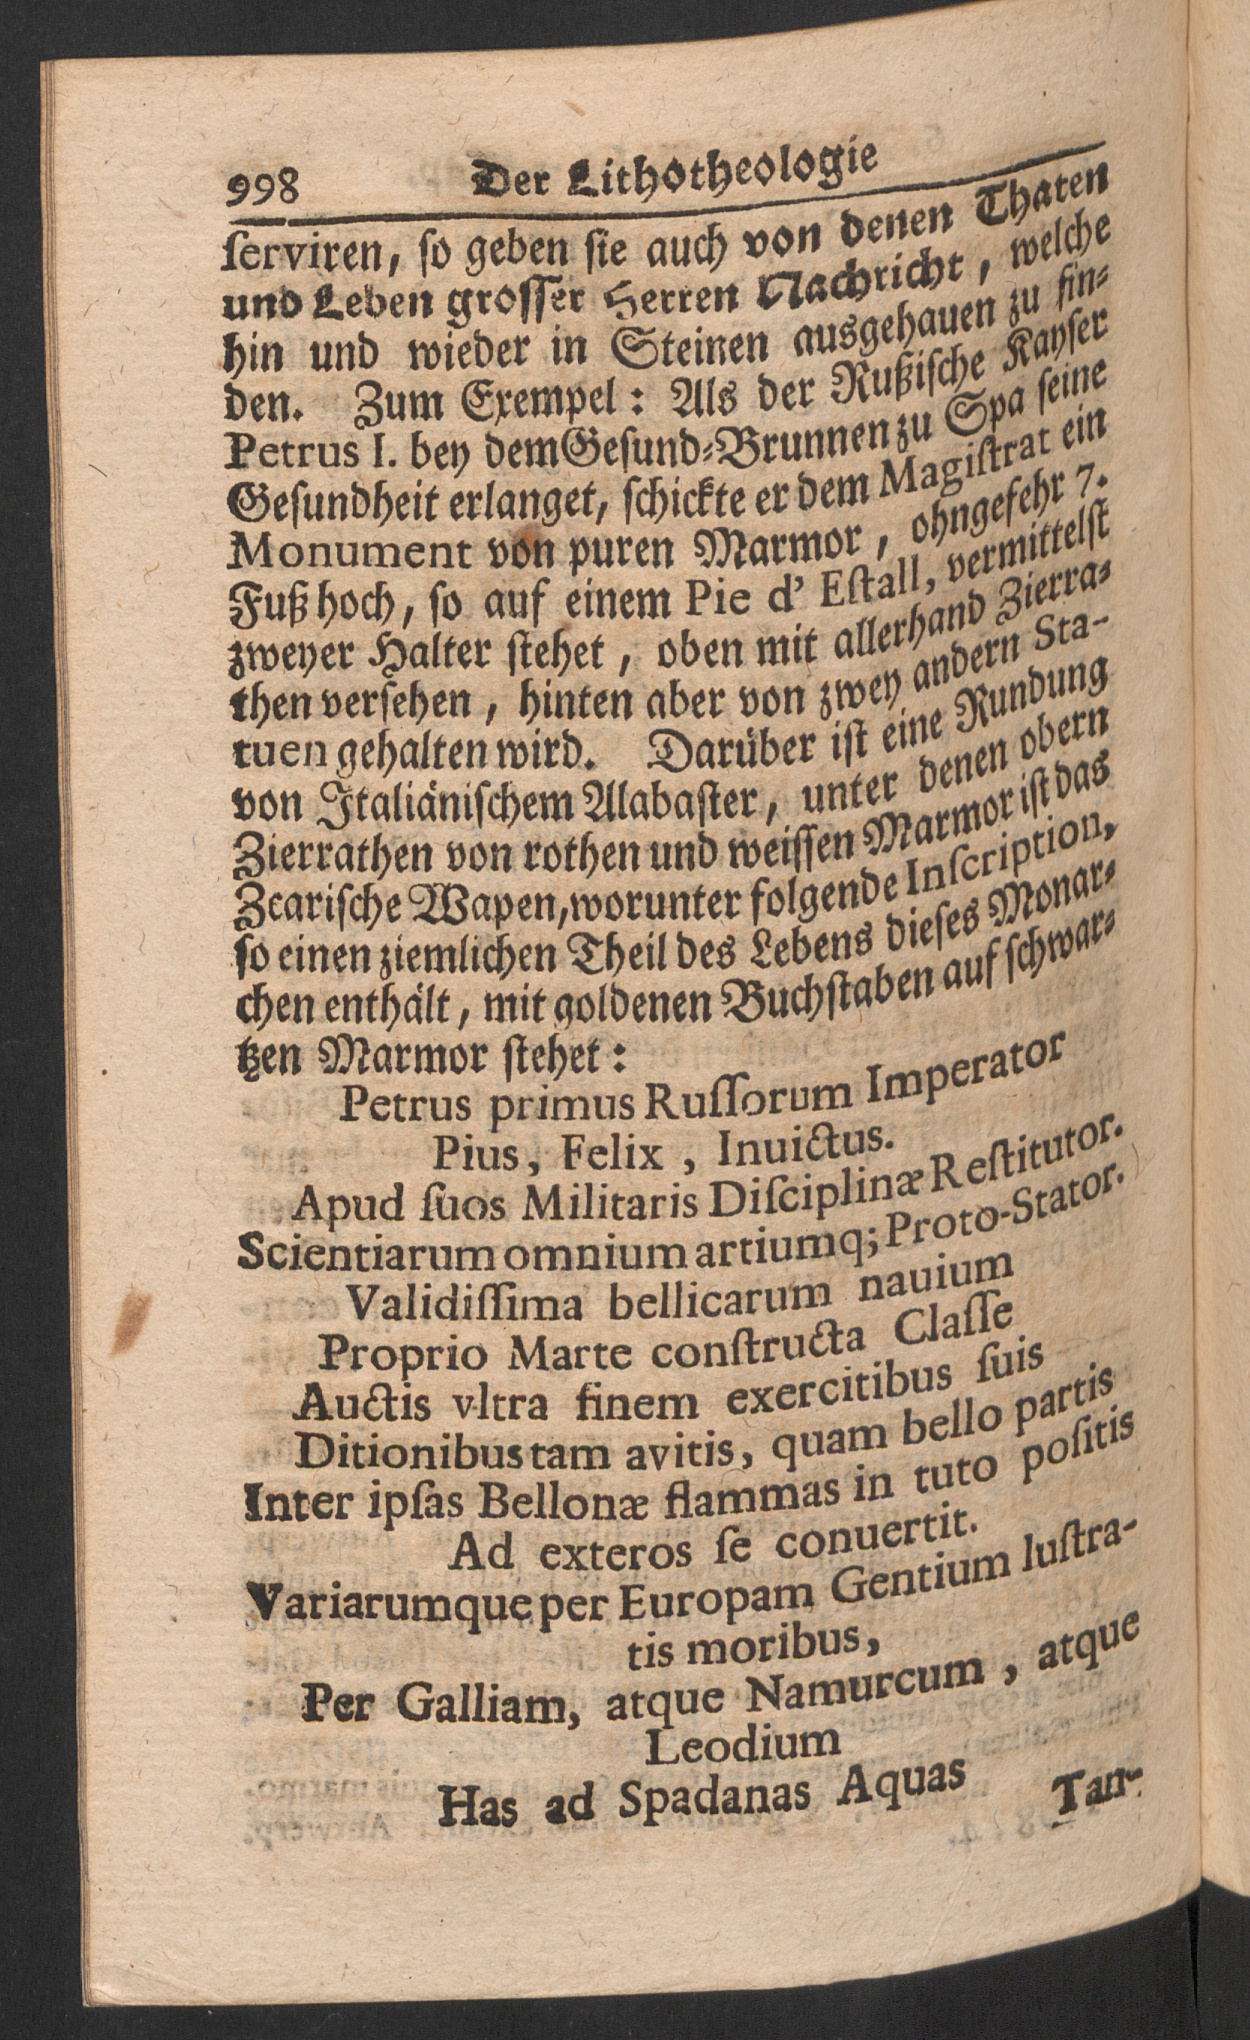 998 Der Lithotheologie
ſerviren, ſo geben ſie auch von denen Thaten
und Leben groſſer Herren Nachricht, welche
hin und wieder in Steinen ausgehauen zu fin-
den. Zum Exempel: Als der Rußiſche Kayſer
Petrus I. bey dem Geſund-Brunnen zu Spa ſeine
Geſundheit erlanget, ſchickte er dem Magiſtrat ein
Monument von puren Marmor, ohngefehr 7.
Fuß hoch, ſo auf einem Pie d' Eſtall, vermittelſt
zweyer Halter ſtehet, oben mit allerhand Zierra-
then verſehen, hinten aber von zwey andern Sta-
tuen gehalten wird. Darüber iſt eine Rundung
von Italiäniſchem Alabaſter, unter denen obern
Zierrathen von rothen und weiſſen Marmor iſt das
Zcariſche Wapen, worunter folgende Inſcription,
ſo einen ziemlichen Theil des Lebens dieſes Monar-
chen enthält, mit goldenen Buchſtaben auf ſchwar-
tzen Marmor ſtehet:
Petrus primus Ruſſorum Imperator
Pius, Felix, Inuictus.
Apud ſuos Militaris Diſciplinæ Reſtitutor.
Scientiarum omnium artiumq; Proto-Stator.
Validiſſima bellicarum nauium
Proprio Marte conſtructa Claſſe
Auctis vltra finem exercitibus ſuis
Ditionibus tam avitis, quam bello partis
Inter ipſas Bellonæ flammas in tuto poſitis
Ad exteros ſe conuertit.
Variarumque per Europam Gentium luſtra-
tis moribus,
Per Galliam, atque Namurcum, atque
Leodium
Has ad Spadanas Aquas
Tan-